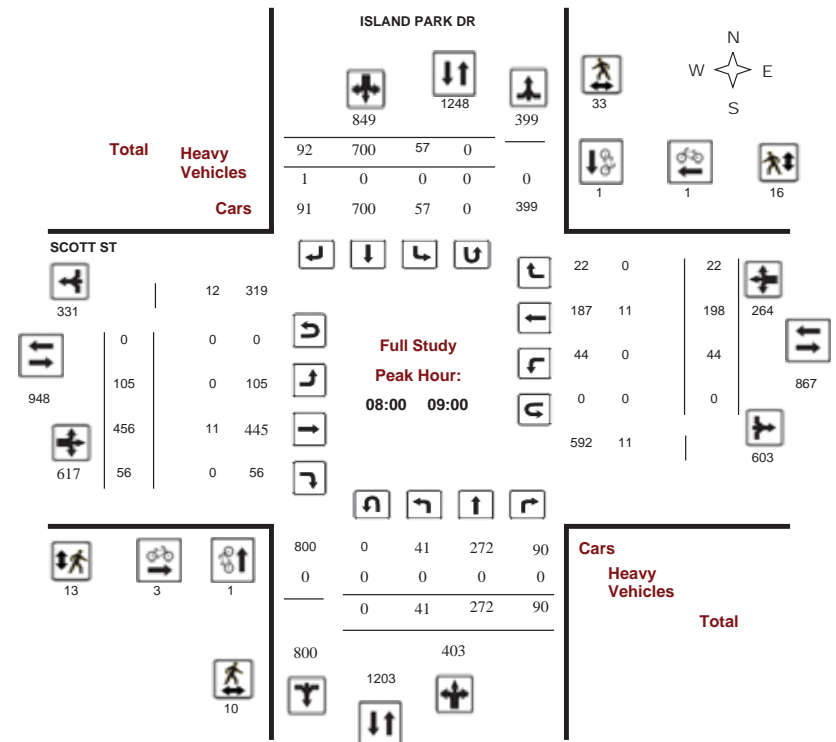 ISLAND PARK DR
N
W E
S
849
1248
399
33
Total
Heavy
Vehicles
Cars
92 700 57 0
1 0 0 0 0
91 700 57 0 399
1 1 16
SCOTT ST
331
12 319
0 0 0
948
105 0 105
456 11 445
617 56 0 56
Full Study
Peak Hour:
08:00 09:00
22 0 22
187 11 198 264
44 0 44
0 0 0
867
592 11
603
13 3 1
10
800 0 41 272 90
0 0 0 0 0
0 41 272 90
800
1203
403
Cars
Heavy
Vehicles
Total